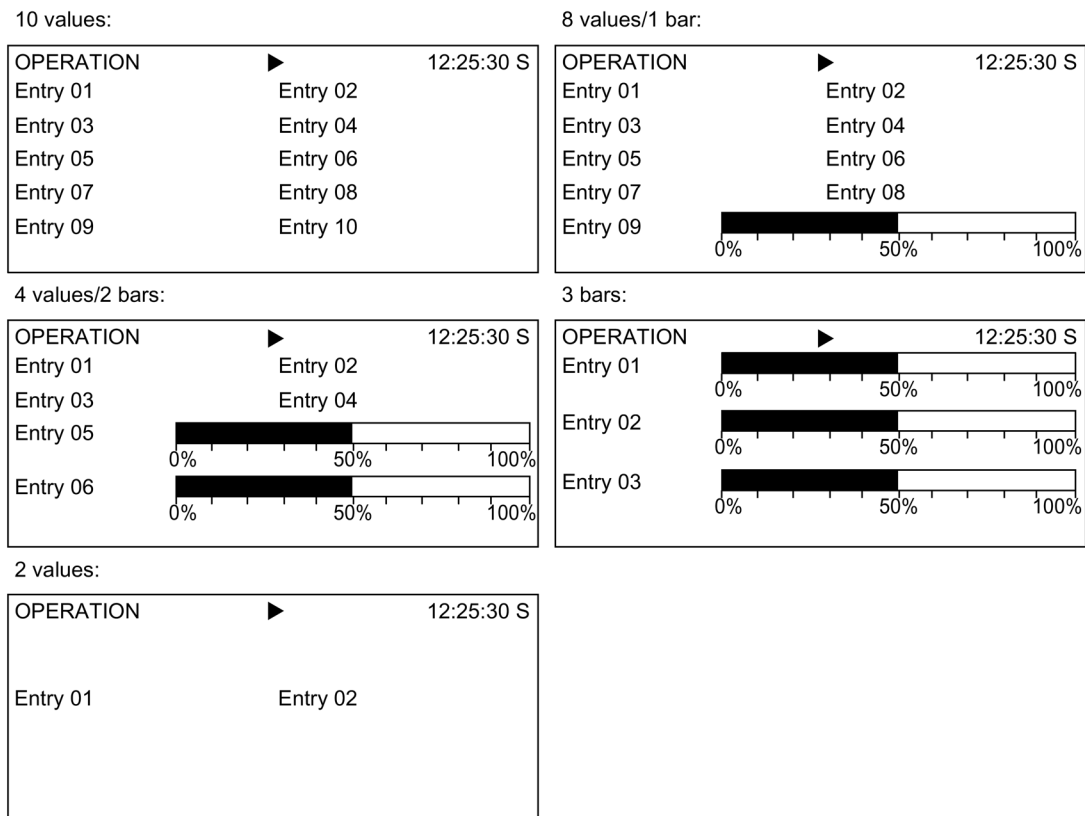 10 values:
OPERATION 12:25:30 S
Entry 01 Entry 02
Entry 03 Entry 04
Entry 05 Entry 06
Entry 07 Entry 08
Entry 09 Entry 10
8 values/1 bar:
OPERATION 12:25:30 S
Entry 01 Entry 02
Entry 03 Entry 04
Entry 05 Entry 06
Entry 07 Entry 08
Entry 09
0% 50% 100%
4 values/2 bars:
OPERATION 12:25:30 S
Entry 01 Entry 02
Entry 03 Entry 04
Entry 05
0% 50% 100%
Entry 06
0% 50% 100%
3 bars:
OPERATION 12:25:30 S
Entry 01
0% 50% 100%
Entry 02
0% 50% 100%
Entry 03
0% 50% 100%
2 values:
OPERATION 12:25:30 S
Entry 01 Entry 02